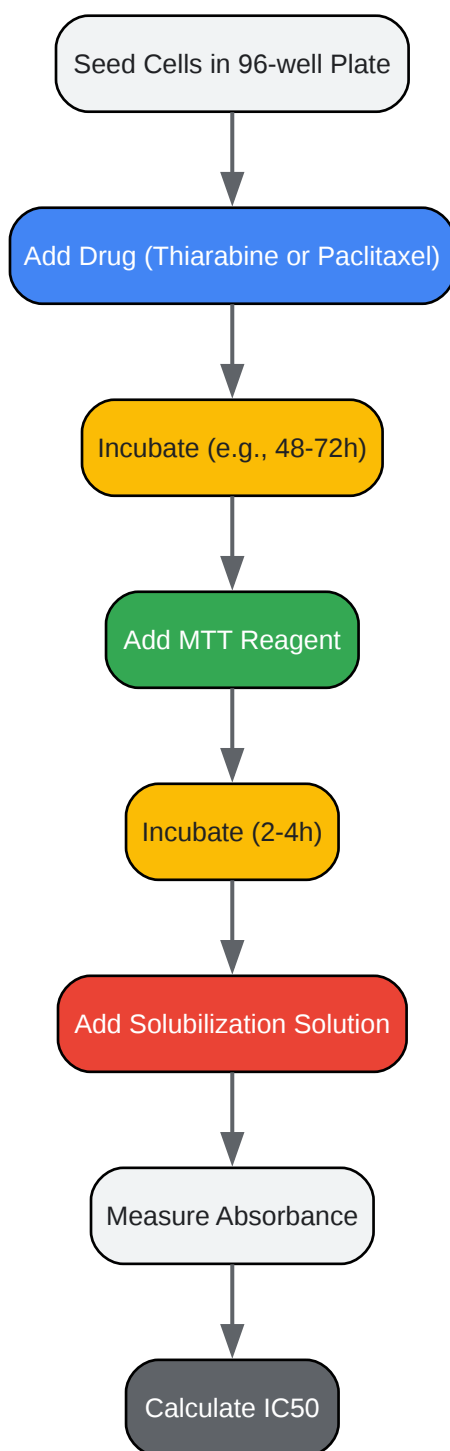 Seed Cells in 96-well Plate
Add Drug (Thiarabine or Paclitaxel)
Incubate (e.g., 48-72h)
Add MTT Reagent
Incubate (2-4h)
Add Solubilization Solution
Measure Absorbance
Calculate IC50